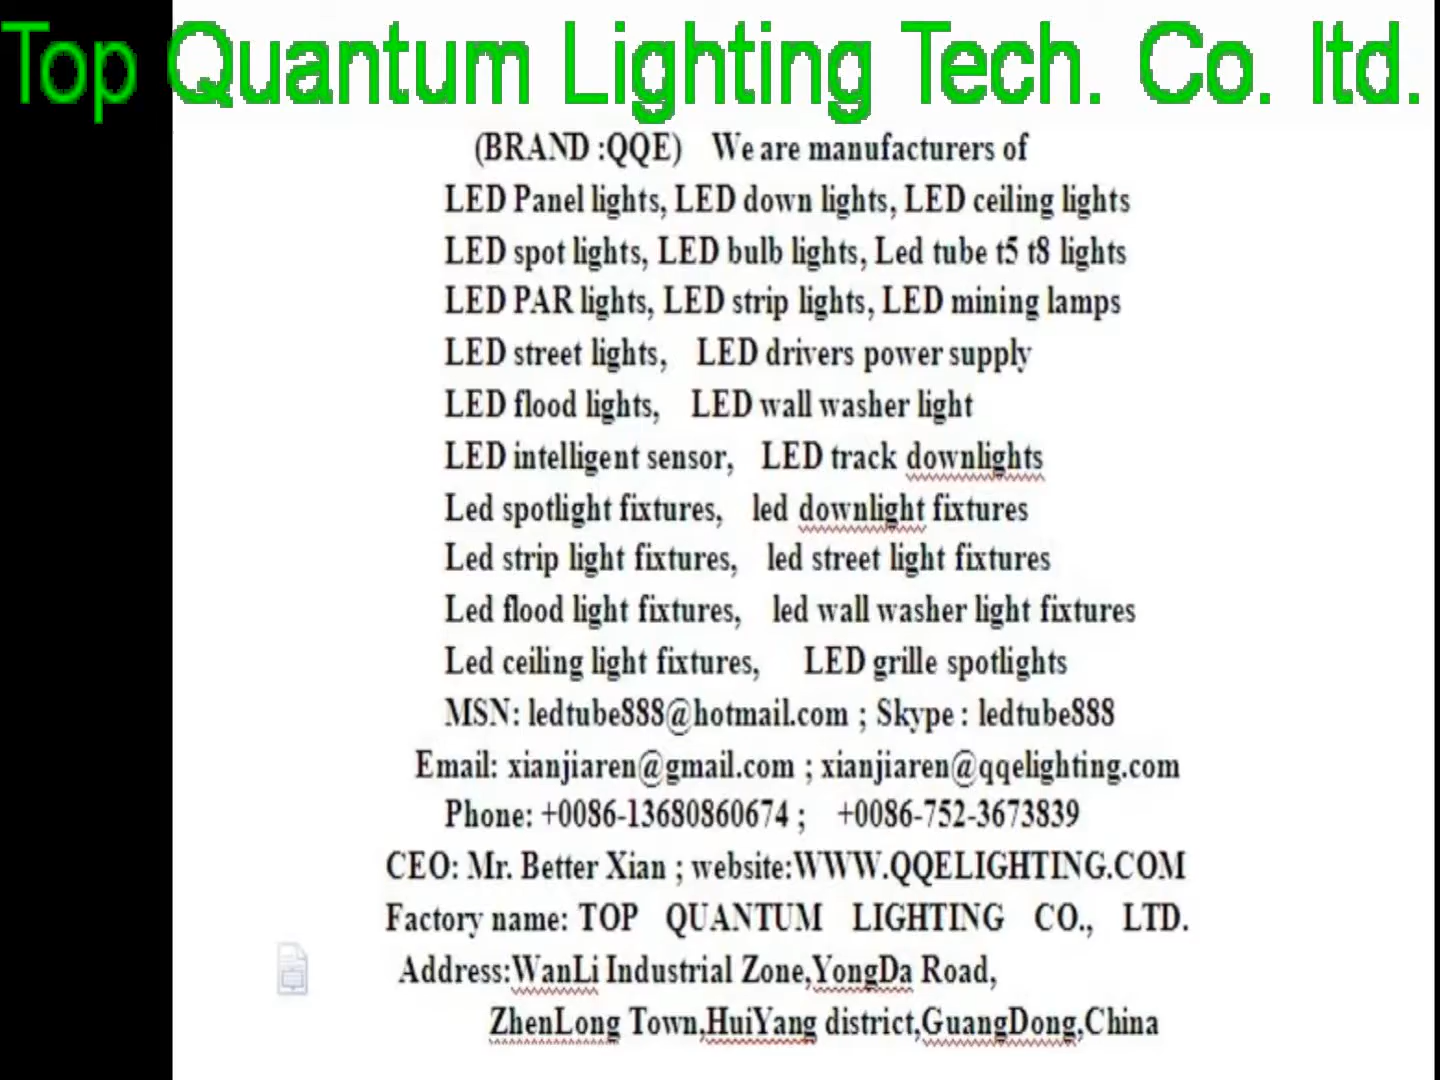 Top Quantum Lighting Tech. Co. ltd.
(BRAND :QQE) We are manufacturers of
LED Panel lights, LED down lights, LED ceiling lights
LED spot lights, LED bulb lights, Led tube t5 t8 lights
LED PAR lights, LED strip lights, LED mining lamps
LED street lights, LED drivers power supply
LED flood lights, LED wall washer light
LED intelligent sensor, LED track downlights
Led spotlight fixtures, led downlight fixtures
Led strip light fixtures, led street light fixtures
Led flood light fixtures, led wall washer light fixtures
Led ceiling light fixtures, LED grille spotlights
MSN: ledtube888@hotmail.com ; Skype : ledtube888
Email: xianjiaren@gmail.com ; xianjiaren@qqelighting.com
Phone: +0086-13680860674 ; +0086-752-3673839
CEO: Mr. Better Xian ; website:WWW.QQELIGHTING.COM
Factory name: TOP QUANTUM LIGHTING CO., LTD.
Address:WanLi Industrial Zone,YongDa Road,
ZhenLong Town,HuiYang district,GuangDong,China